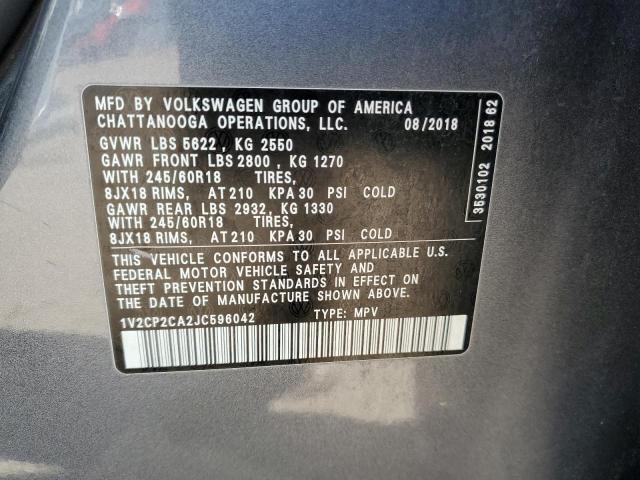 MFD BY VOLKSWAGEN GROUP OF AMERICA
CHATTANOOGA OPERATIONS, LLC. 08/2018
GVWR LBS 5622 , KG 2550
GAWR FRONT LBS 2800 , KG 1270
WITH 245/60R18 TIRES,
8JX18 RIMS, AT 210 KPA 30 PSI COLD
GAWR REAR LBS 2932, KG 1330
WITH 245/60R18 TIRES,
8JX18 RIMS, AT 210 KPA 30 PSI COLD
THIS VEHICLE CONFORMS TO ALL APPLICABLE U.S.
FEDERAL MOTOR VEHICLE SAFETY AND
THEFT PREVENTION STANDARDS IN EFFECT ON
THE DATE OF MANUFACTURE SHOWN ABOVE.
1V2CP2CA2JC596042 TYPE: MPV
3530102 2018 62